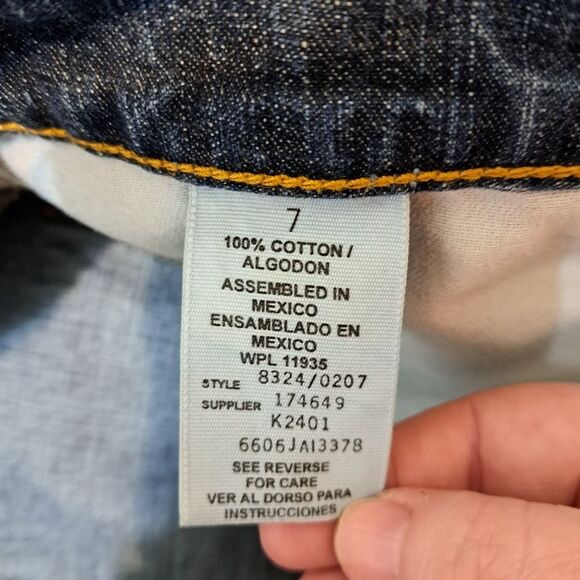 7
100% COTTON /
ALGODON
ASSEMBLED IN
MEXICO
ENSAMBLADO EN
MEXICO
WPL 11935
STYLE 8324/0207
SUPPLIER 174649
K2401
6606JAI3378
SEE REVERSE
FOR CARE
VER AL DORSO PARA
INSTRUCCIONES